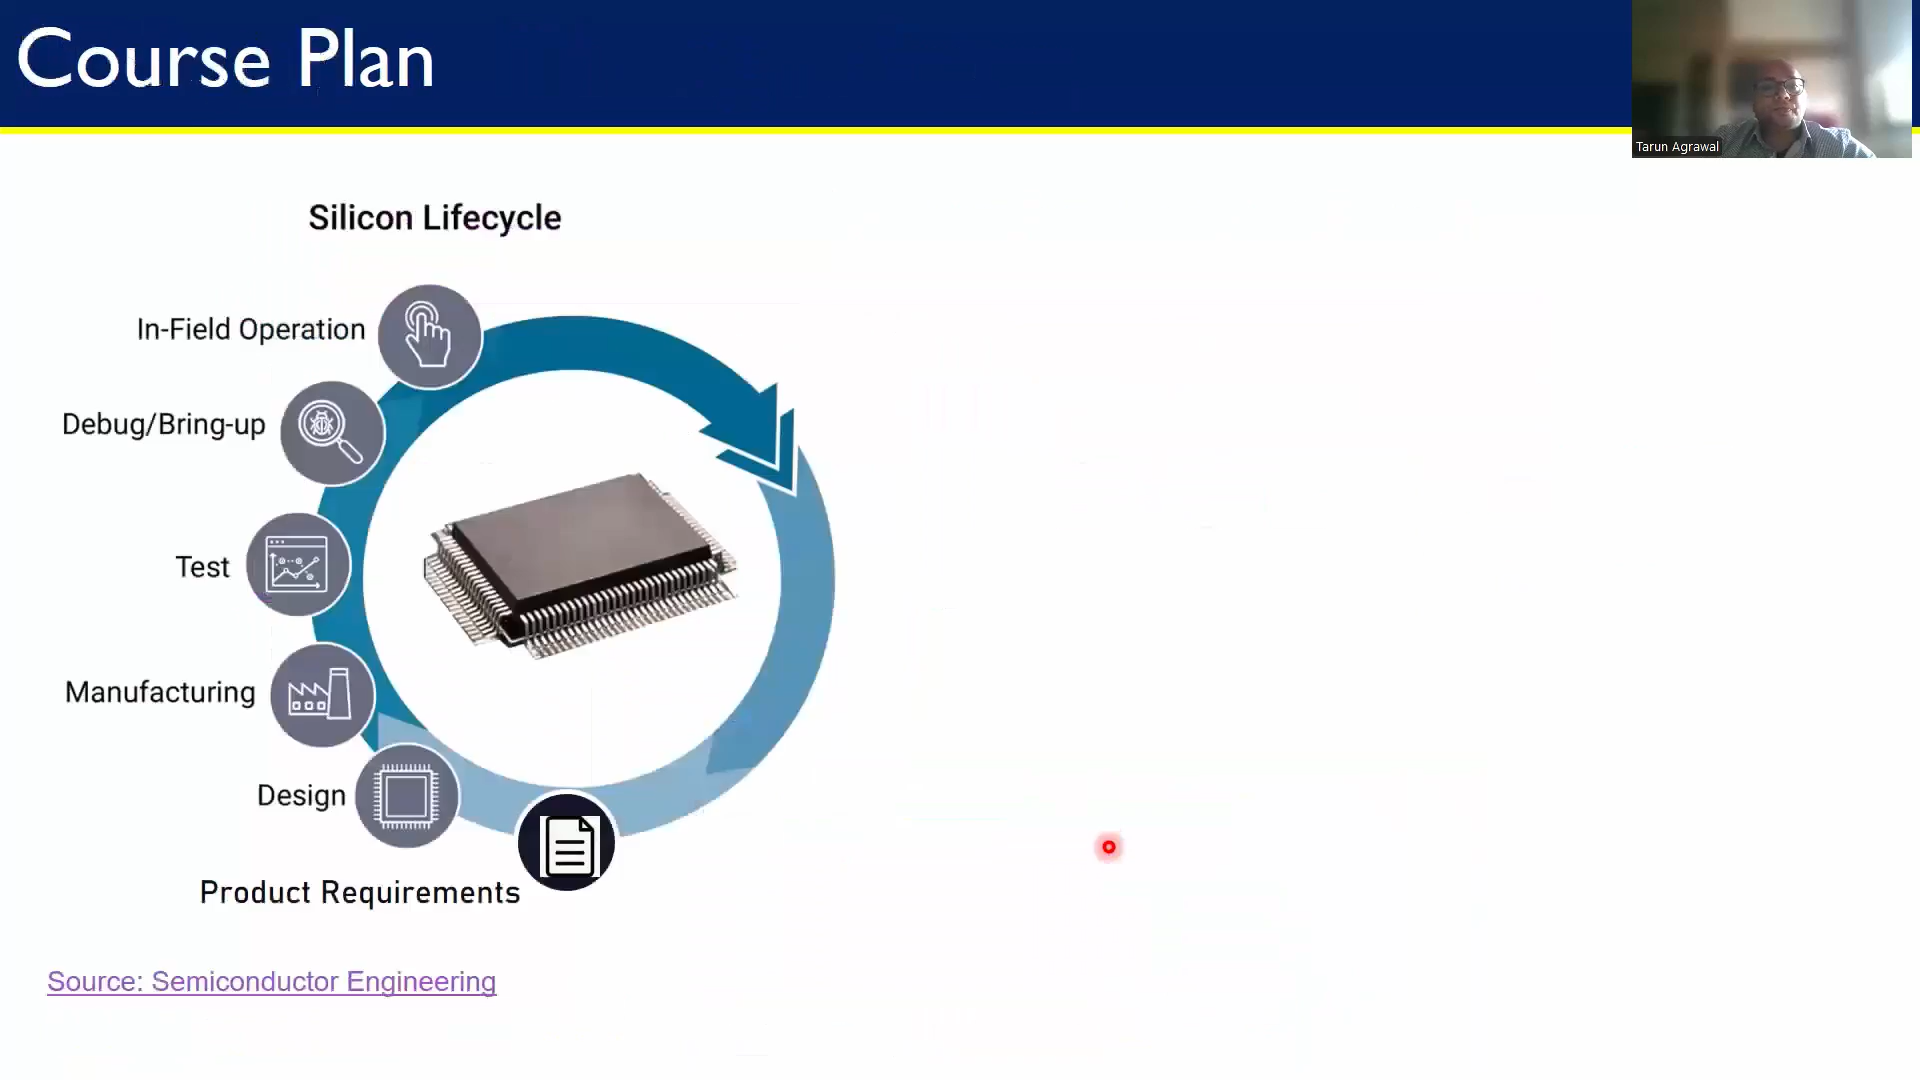 Course Plan
Tarun Agrawal
Silicon Lifecycle
In-Field Operation
Debug/Bring-up
Test
Manufacturing
Design
Product Requirements
Source: Semiconductor Engineering